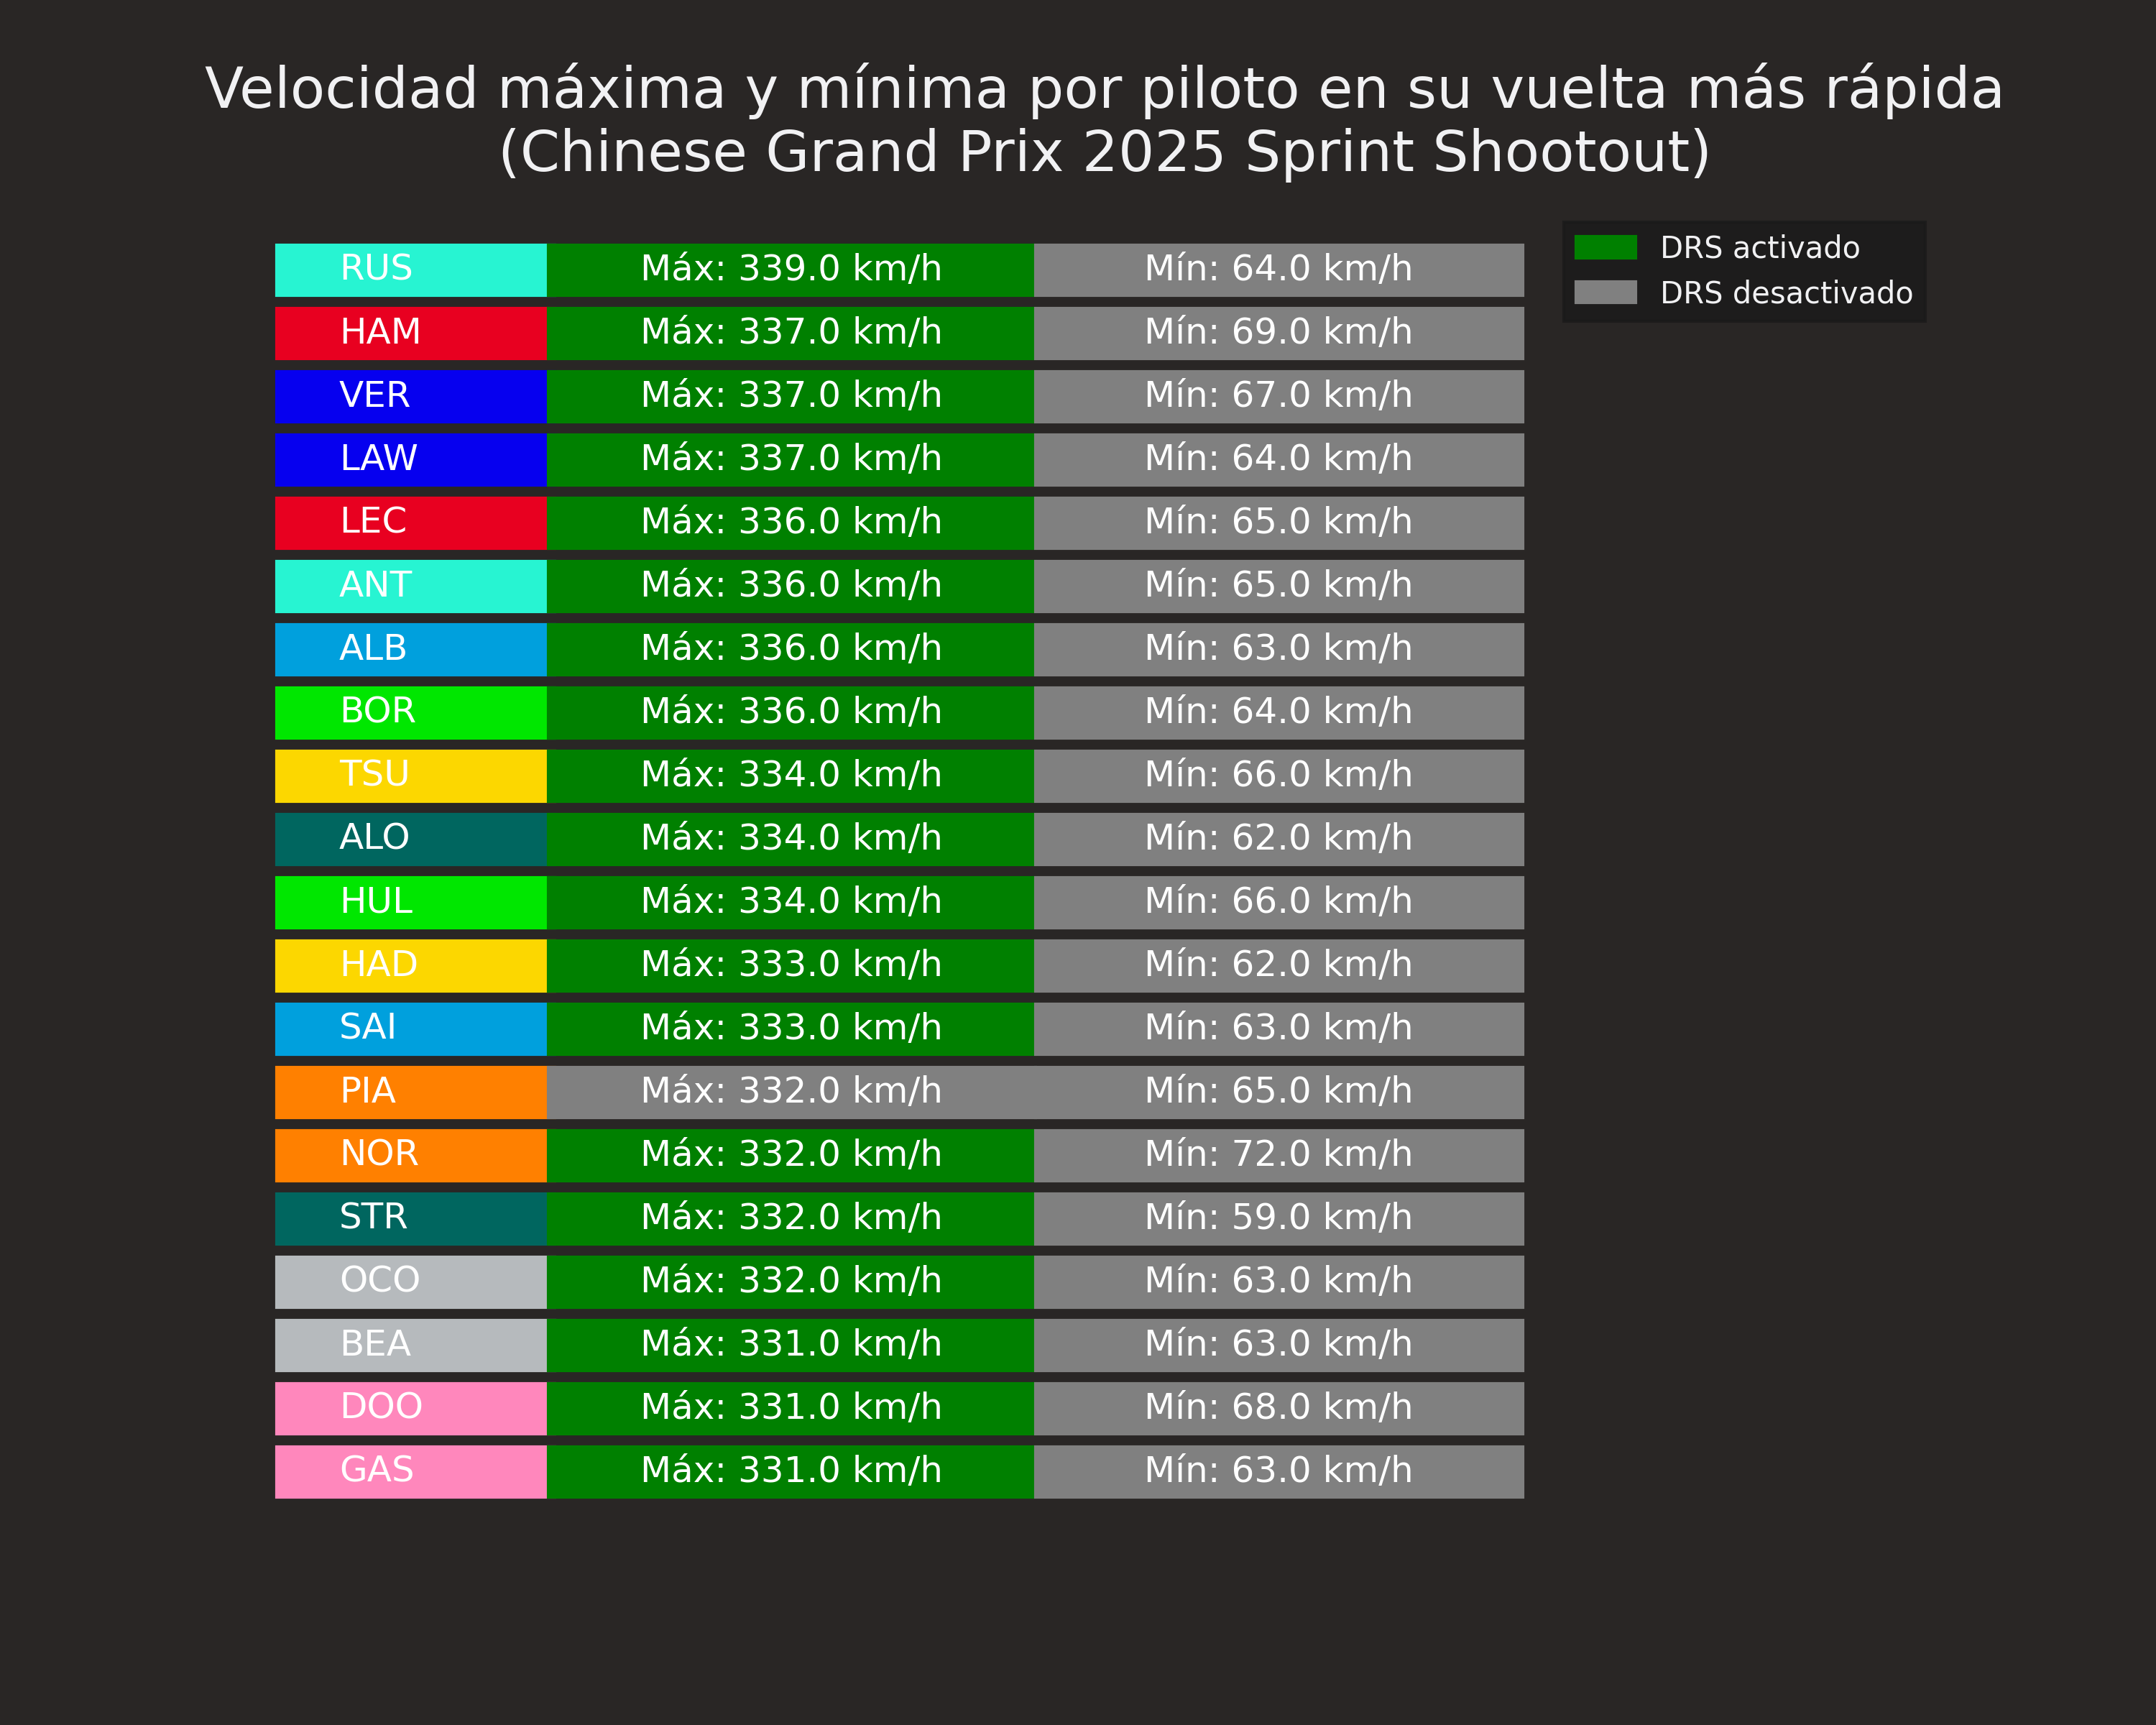 Velocidad máxima y mínima por piloto en su vuelta más rápida
(Chinese Grand Prix 2025 Sprint Shootout)
DRS activado
DRS desactivado
RUS Máx: 339.0 km/h Mín: 64.0 km/h
HAM Máx: 337.0 km/h Mín: 69.0 km/h
VER Máx: 337.0 km/h Mín: 67.0 km/h
LAW Máx: 337.0 km/h Mín: 64.0 km/h
LEC Máx: 336.0 km/h Mín: 65.0 km/h
ANT Máx: 336.0 km/h Mín: 65.0 km/h
ALB Máx: 336.0 km/h Mín: 63.0 km/h
BOR Máx: 336.0 km/h Mín: 64.0 km/h
TSU Máx: 334.0 km/h Mín: 66.0 km/h
ALO Máx: 334.0 km/h Mín: 62.0 km/h
HUL Máx: 334.0 km/h Mín: 66.0 km/h
HAD Máx: 333.0 km/h Mín: 62.0 km/h
SAI Máx: 333.0 km/h Mín: 63.0 km/h
PIA Máx: 332.0 km/h Mín: 65.0 km/h
NOR Máx: 332.0 km/h Mín: 72.0 km/h
STR Máx: 332.0 km/h Mín: 59.0 km/h
OCO Máx: 332.0 km/h Mín: 63.0 km/h
BEA Máx: 331.0 km/h Mín: 63.0 km/h
DOO Máx: 331.0 km/h Mín: 68.0 km/h
GAS Máx: 331.0 km/h Mín: 63.0 km/h